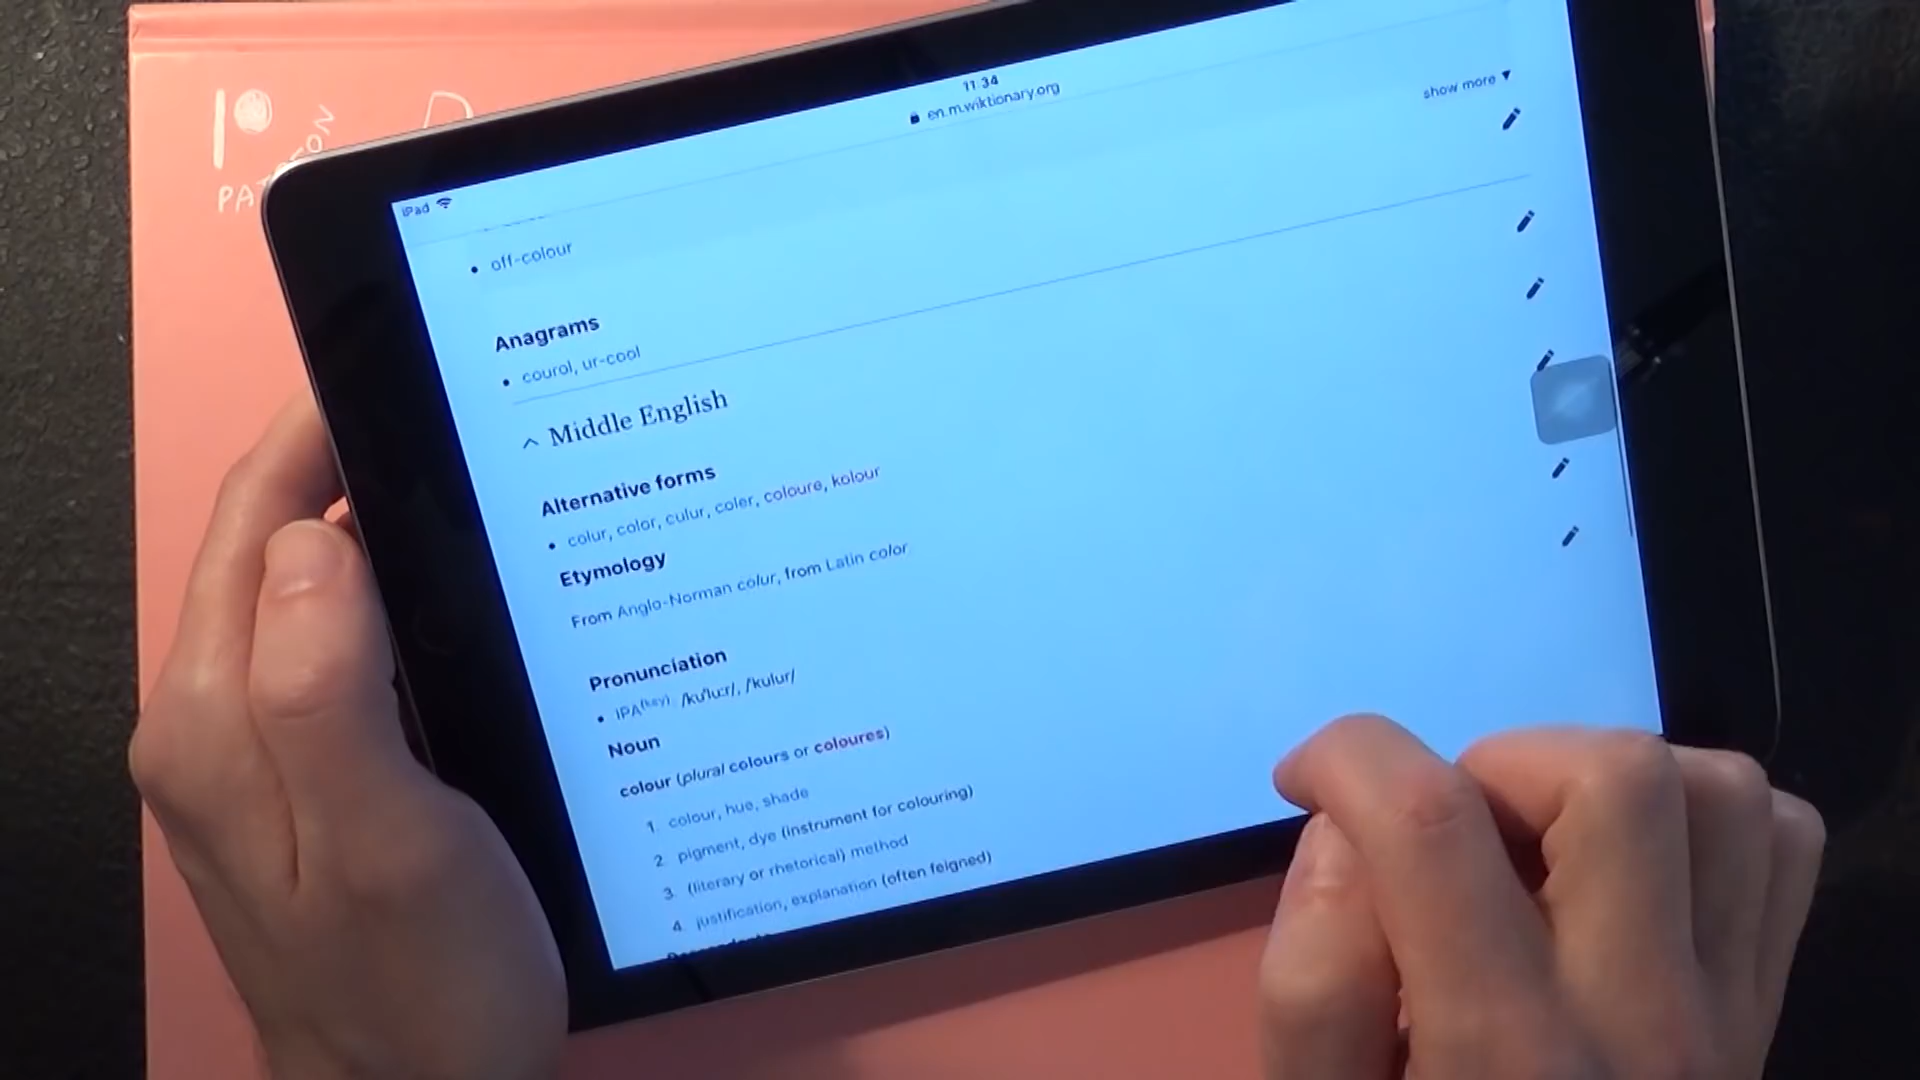 PAT
ON
11:34
en.m.wiktionary.org
iPad
show more ▼
• off-colour
Anagrams
• courol, ur-cool
Middle English
Alternative forms
• colur, color, culur, coler, coloure, kolour
Etymology
From Anglo-Norman colur, from Latin color
Pronunciation
• IPA(key): /kuˈluːr/, /ˈkulur/
Noun
colour (plural colours or coloures)
1. colour, hue, shade
2. pigment, dye (instrument for colouring)
3. (literary or rhetorical) method
4. justification, explanation (often feigned)